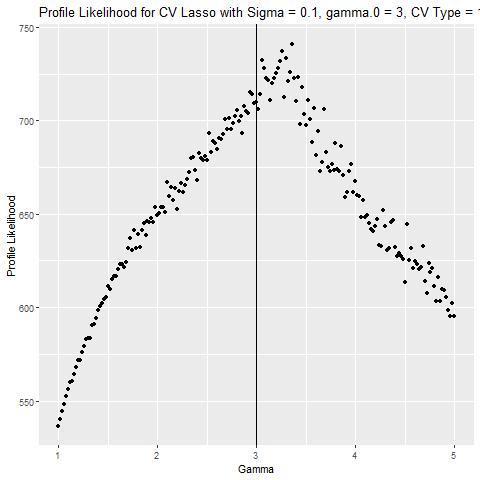 Profile Likelihood for CV Lasso with Sigma = 0.1, gamma.0 = 3, CV Type =
750
700
650
600
550
Profile Likelihood
1 2 3 4 5
Gamma